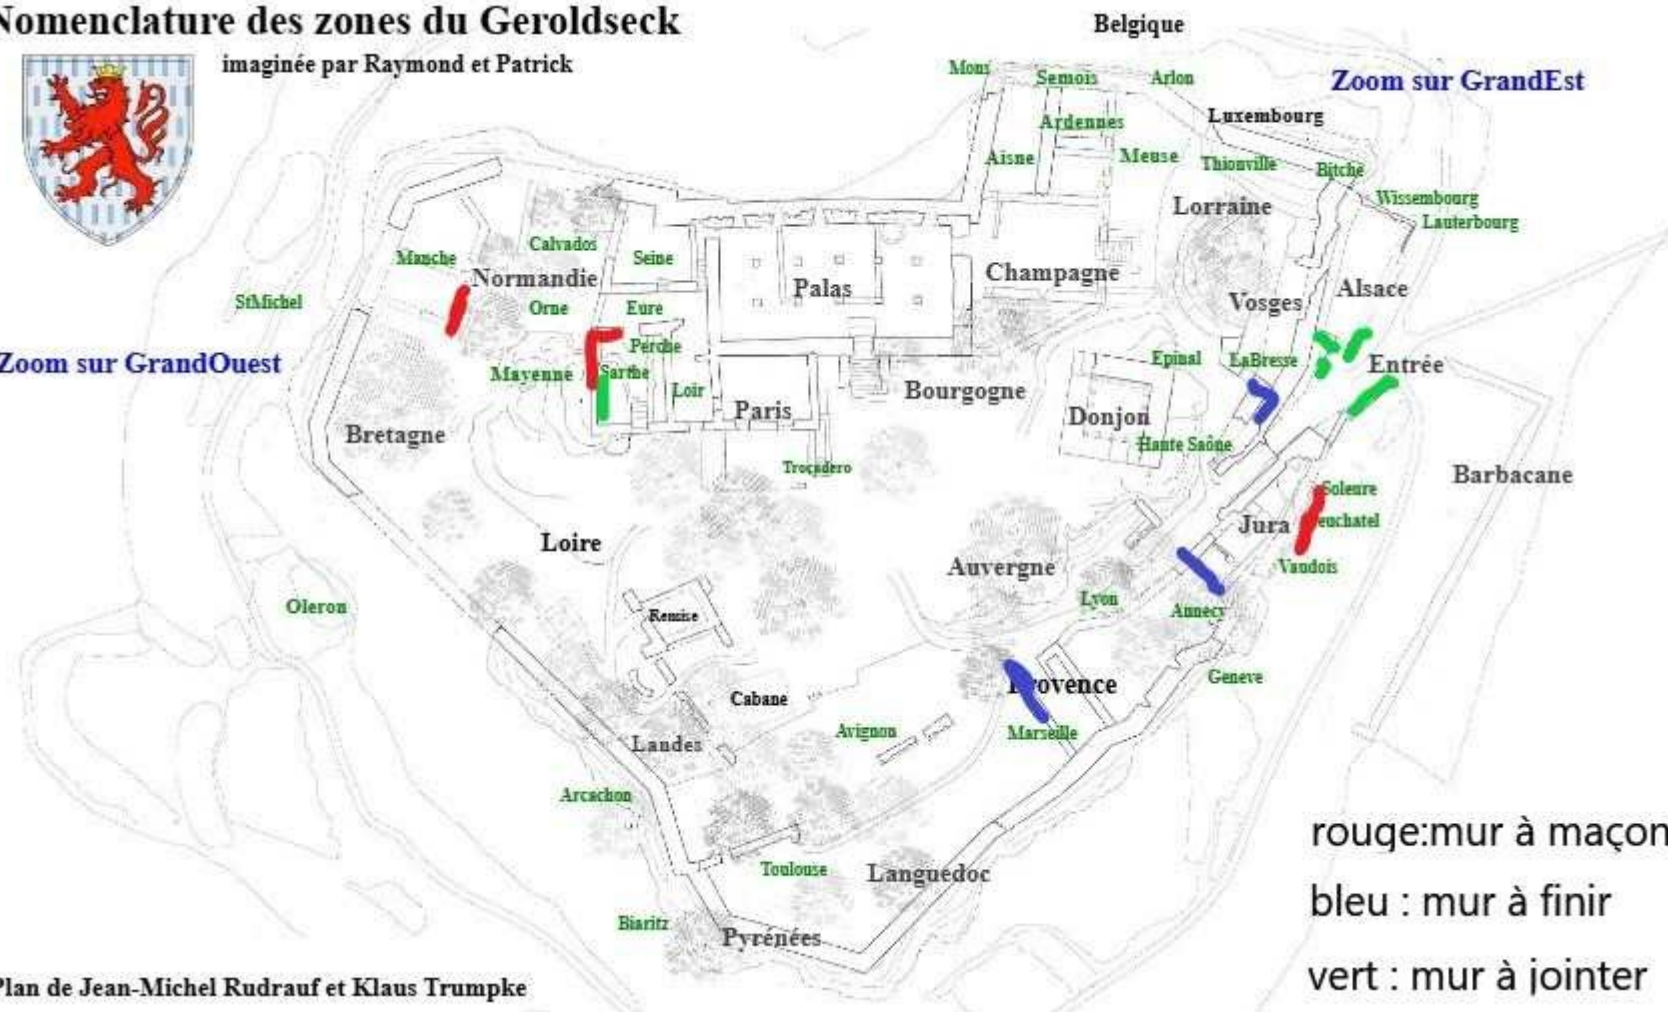 Nomenclature des zones du Geroldseck
imaginée par Raymond et Patrick
Belgique
Zoom sur GrandEst
Mons
Semois
Arlon
Luxembourg
Ardennes
Aisne
Meuse
Thionville
Bitche
Wissembourg
Lauterbourg
Lorraine
Manche
Calvados
Seine
Normandie
Palas
Champagne
Vosges
Alsace
StMichel
Orne
Eure
Zoom sur GrandOuest
Perche
Mayenne
Sarthe
Loir
Epinal
LaBresse
Entrée
Bourgogne
Paris
Donjon
Bretagne
Haute Saône
Trocadero
Barbacane
Soleure
Jura
euchatel
Loire
Auvergne
Vaudois
Oleron
Remise
Lyon
Annecy
Geneve
Provence
Cabane
Avignon
Marseille
Landes
Arcachon
Toulouse
Languedoc
Biaritz
Pyrénées
rouge:mur à maçon
bleu : mur à finir
vert : mur à jointer
Plan de Jean-Michel Rudrauf et Klaus Trumpke